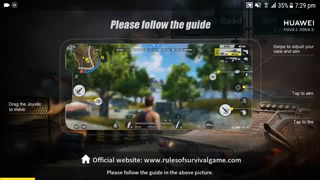 35% 7:29 pm
Please follow the guide
HUAWEI
Swipe to adjust your
view and aim
Drag the Joystic
to move
Tap to aim
Tap to fire
Official website: www.rulesofsurvivalgame.com
Please follow the guide in the above picture.